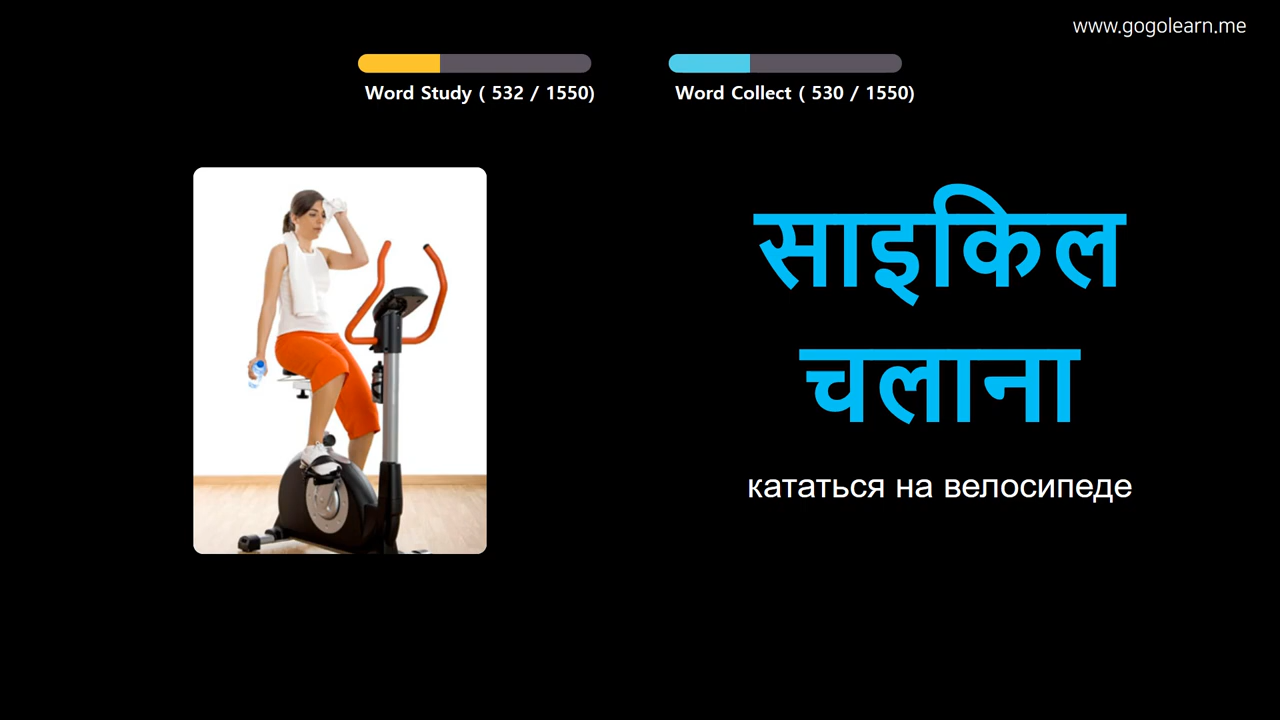 www.gogolearn.me
Word Study ( 532 / 1550)
Word Collect ( 530 / 1550)
साइकिल
चलाना
кататься на велосипеде